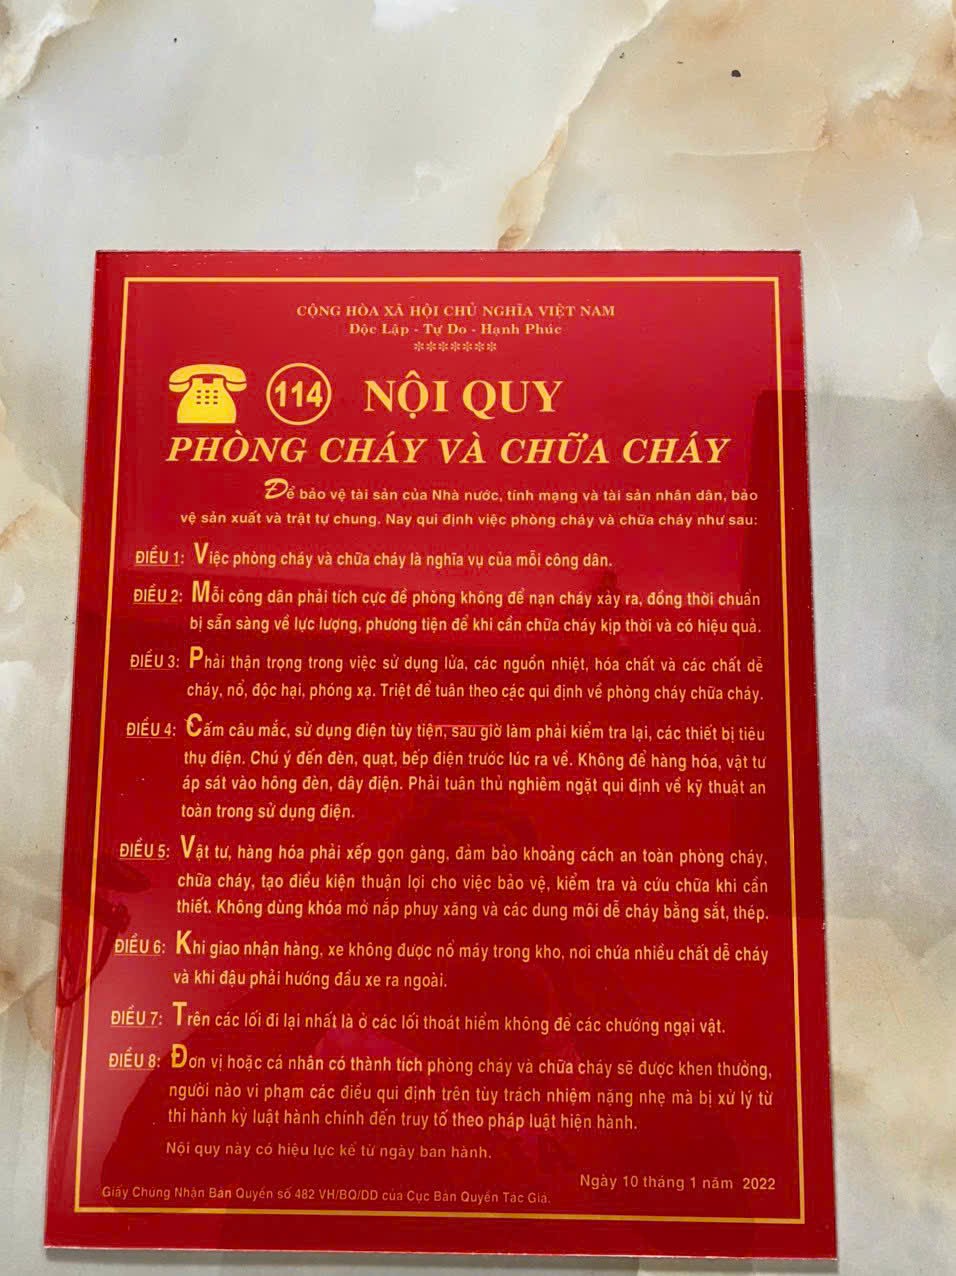 CỘNG HÒA XÃ HỘI CHỦ NGHĨA VIỆT NAM
Độc Lập - Tự Do - Hạnh Phúc
*******
114 NỘI QUY
PHÒNG CHÁY VÀ CHỮA CHÁY
Để bảo vệ tài sản của Nhà nước, tính mạng và tài sản nhân dân, bảo
vệ sản xuất và trật tự chung. Nay qui định việc phòng cháy và chữa cháy như sau:
ĐIỀU 1: Việc phòng cháy và chữa cháy là nghĩa vụ của mỗi công dân.
ĐIỀU 2: Mỗi công dân phải tích cực đề phòng không để nạn cháy xảy ra, đồng thời chuẩn
bị sẵn sàng về lực lượng, phương tiện để khi cần chữa cháy kịp thời và có hiệu quả.
ĐIỀU 3: Phải thận trọng trong việc sử dụng lửa, các nguồn nhiệt, hóa chất và các chất dễ
cháy, nổ, độc hại, phóng xạ. Triệt để tuân theo các qui định về phòng cháy chữa cháy.
ĐIỀU 4: Cấm câu mắc, sử dụng điện tùy tiện, sau giờ làm phải kiểm tra lại, các thiết bị tiêu
thụ điện. Chú ý đến đèn, quạt, bếp điện trước lúc ra về. Không để hàng hóa, vật tư
áp sát vào hông đèn, dây điện. Phải tuân thủ nghiêm ngặt qui định về kỹ thuật an
toàn trong sử dụng điện.
ĐIỀU 5: Vật tư, hàng hóa phải xếp gọn gàng, đảm bảo khoảng cách an toàn phòng cháy,
chữa cháy, tạo điều kiện thuận lợi cho việc bảo vệ, kiểm tra và cứu chữa khi cần
thiết. Không dùng khóa mở nắp phuy xăng và các dung môi dễ cháy bằng sắt, thép.
ĐIỀU 6: Khi giao nhận hàng, xe không được nổ máy trong kho, nơi chứa nhiều chất dễ cháy
và khi đậu phải hướng đầu xe ra ngoài.
ĐIỀU 7: Trên các lối đi lại nhất là ở các lối thoát hiểm không để các chướng ngại vật.
ĐIỀU 8: Đơn vị hoặc cá nhân có thành tích phòng cháy và chữa cháy sẽ được khen thưởng,
người nào vi phạm các điều qui định trên tùy trách nhiệm nặng nhẹ mà bị xử lý từ
thi hành kỷ luật hành chính đến truy tố theo pháp luật hiện hành.
Nội quy này có hiệu lực kể từ ngày ban hành.
Ngày 10 tháng 1 năm 2022
Giấy Chứng Nhận Bản Quyền số 482 VH/BQ/DD của Cục Bản Quyền Tác Giả.